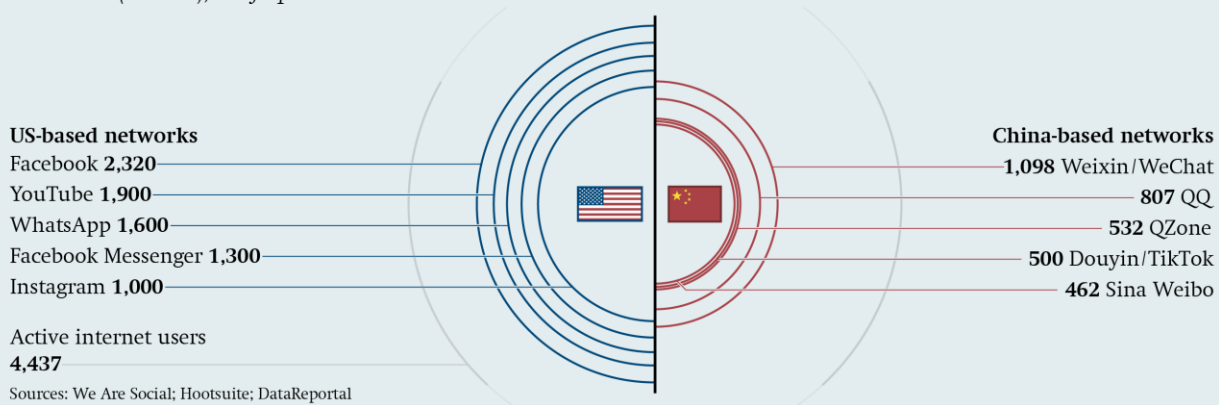 US-based networks
Facebook 2,320
YouTube 1,900
WhatsApp 1,600
Facebook Messenger 1,300
Instagram 1,000
Active internet users
4,437
Sources: We Are Social; Hootsuite; DataReportal
China-based networks
1,098 Weixin/WeChat
807 QQ
532 QZone
500 Douyin/TikTok
462 Sina Weibo